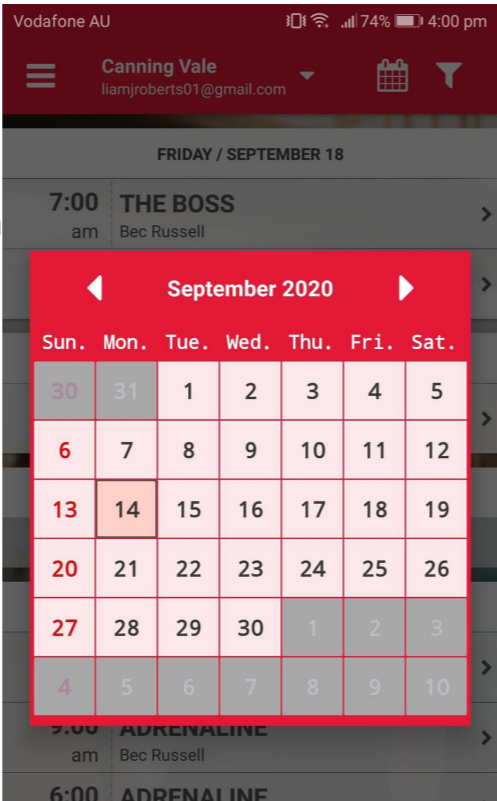 Vodafone AU 74% 4:00 pm
Canning Vale
liamjroberts01@gmail.com
FRIDAY / SEPTEMBER 18
7:00 THE BOSS
am Bec Russell
September 2020
Sun. Mon. Tue. Wed. Thu. Fri. Sat.
30 31 1 2 3 4 5
6 7 8 9 10 11 12
13 14 15 16 17 18 19
20 21 22 23 24 25 26
27 28 29 30 1 2 3
4 5 6 7 8 9 10
9:00 ADRENALINE
am Bec Russell
6:00 ADRENALINE